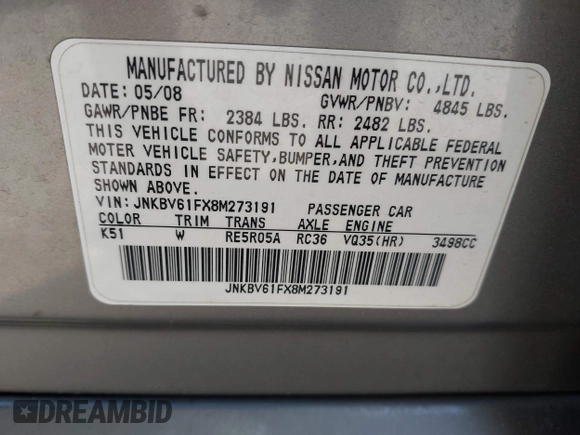 MANUFACTURED BY NISSAN MOTOR CO.,LTD.
DATE: 05/08 GVWR/PNBV: 4845 LBS.
GAWR/PNBE FR: 2384 LBS. RR: 2482 LBS.
THIS VEHICLE CONFORMS TO ALL APPLICABLE FEDERAL
MOTER VEHICLE SAFETY,BUMPER,AND THEFT PREVENTION
STANDARDS IN EFFECT ON THE DATE OF MANUFACTURE
SHOWN ABOVE.
VIN: JNKBV61FX8M273191 PASSENGER CAR
COLOR TRIM TRANS AXLE ENGINE
K51 W RE5R05A RC36 VQ35(HR) 3498CC
JNKBV61FX8M273191
DREAMBID